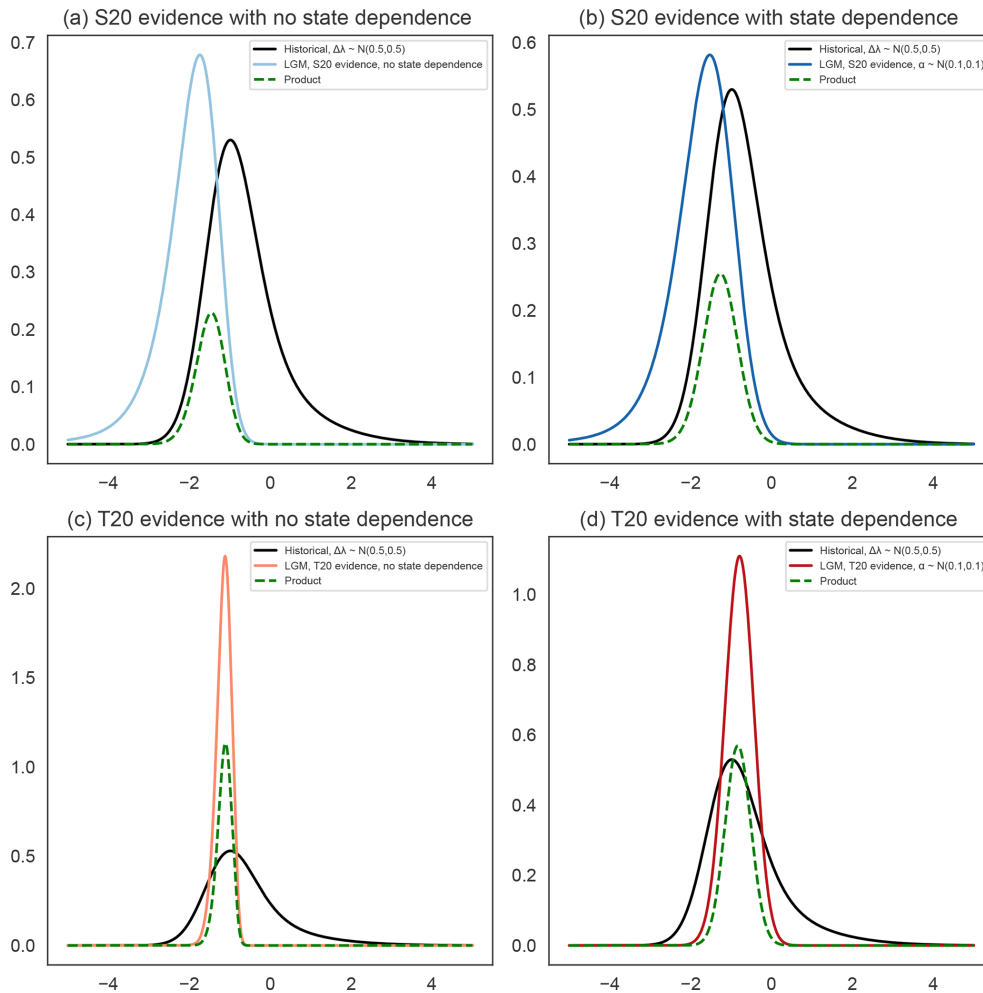 (a) S20 evidence with no state dependence
0.7
0.6
0.5
0.4
0.3
0.2
0.1
0.0
Historical, Δλ ~ N(0.5,0.5)
LGM, S20 evidence, no state dependence
Product
−4 −2 0 2 4
(b) S20 evidence with state dependence
0.6
0.5
0.4
0.3
0.2
0.1
0.0
Historical, Δλ ~ N(0.5,0.5)
LGM, S20 evidence, α ~ N(0.1,0.1)
Product
−4 −2 0 2 4
(c) T20 evidence with no state dependence
2.0
1.5
1.0
0.5
0.0
Historical, Δλ ~ N(0.5,0.5)
LGM, T20 evidence, no state dependence
Product
−4 −2 0 2 4
(d) T20 evidence with state dependence
1.0
0.8
0.6
0.4
0.2
0.0
Historical, Δλ ~ N(0.5,0.5)
LGM, T20 evidence, α ~ N(0.1,0.1)
Product
−4 −2 0 2 4